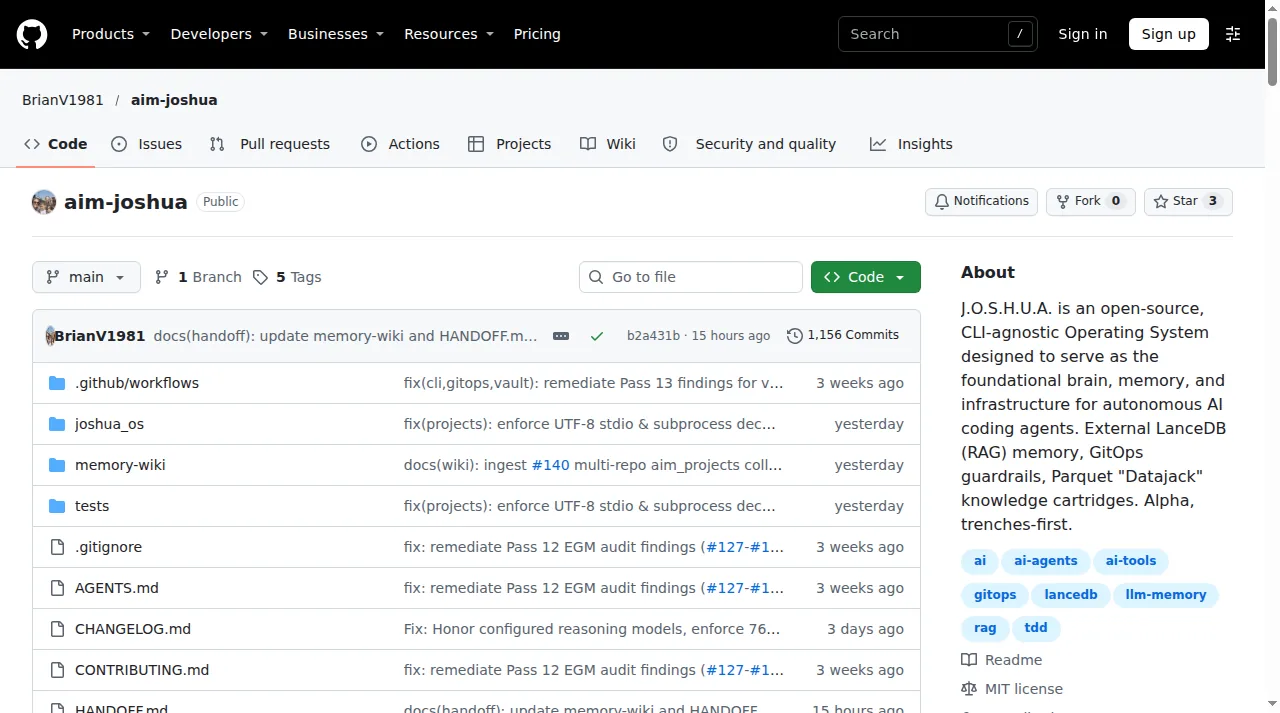 Products Developers Businesses Resources Pricing Search / Sign in Sign up
BrianV1981 / aim-joshua
Code Issues Pull requests Actions Projects Wiki Security and quality Insights
aim-joshua Public Notifications Fork 0 Star 3
main 1 Branch 5 Tags Go to file Code
BrianV1981 docs(handoff): update memory-wiki and HANDOFF.m... b2a431b · 15 hours ago 1,156 Commits
.github/workflows fix(cli,gitops,vault): remediate Pass 13 findings for v... 3 weeks ago
joshua_os fix(projects): enforce UTF-8 stdio & subprocess dec... yesterday
memory-wiki docs(wiki): ingest #140 multi-repo aim_projects coll... yesterday
tests fix(projects): enforce UTF-8 stdio & subprocess dec... yesterday
.gitignore fix: remediate Pass 12 EGM audit findings (#127-#1... 3 weeks ago
AGENTS.md fix: remediate Pass 12 EGM audit findings (#127-#1... 3 weeks ago
CHANGELOG.md Fix: Honor configured reasoning models, enforce 76... 3 days ago
CONTRIBUTING.md fix: remediate Pass 12 EGM audit findings (#127-#1... 3 weeks ago
HANDOFF.md docs(handoff): update memory-wiki and HANDOFF 15 hours ago
About
J.O.S.H.U.A. is an open-source,
CLI-agnostic Operating System
designed to serve as the
foundational brain, memory, and
infrastructure for autonomous AI
coding agents. External LanceDB
(RAG) memory, GitOps
guardrails, Parquet "Datajack"
knowledge cartridges. Alpha,
trenches-first.
ai ai-agents ai-tools
gitops lancedb llm-memory
rag tdd
Readme
MIT license